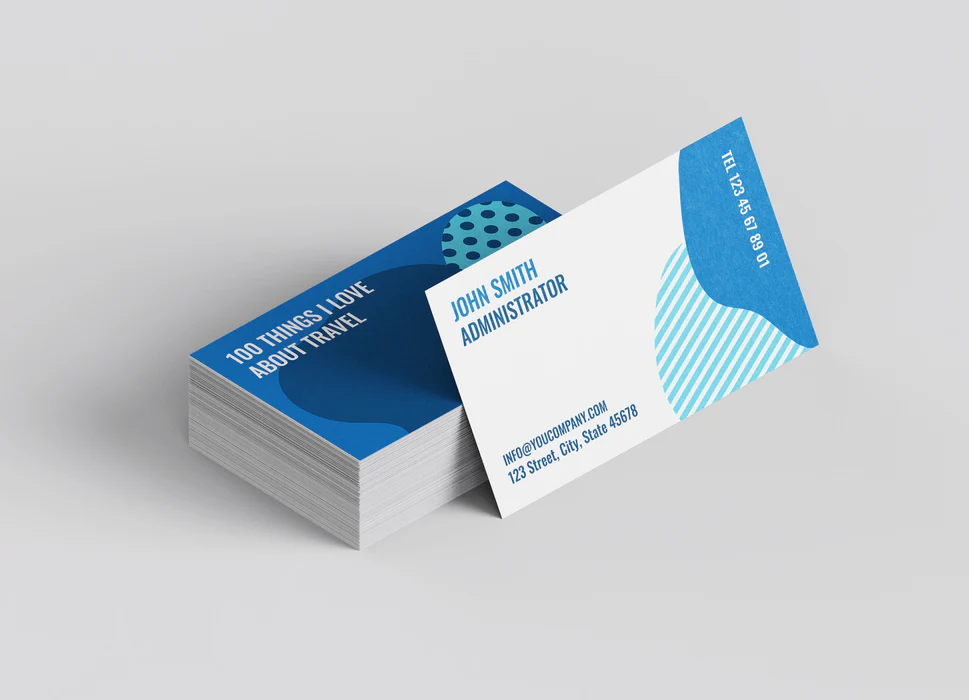 100 THINGS I LOVE
ABOUT TRAVEL
JOHN SMITH
ADMINISTRATOR
INFO@YOUCOMPANY.COM
123 Street, City, State 45678
TEL 123 45 67 89 01